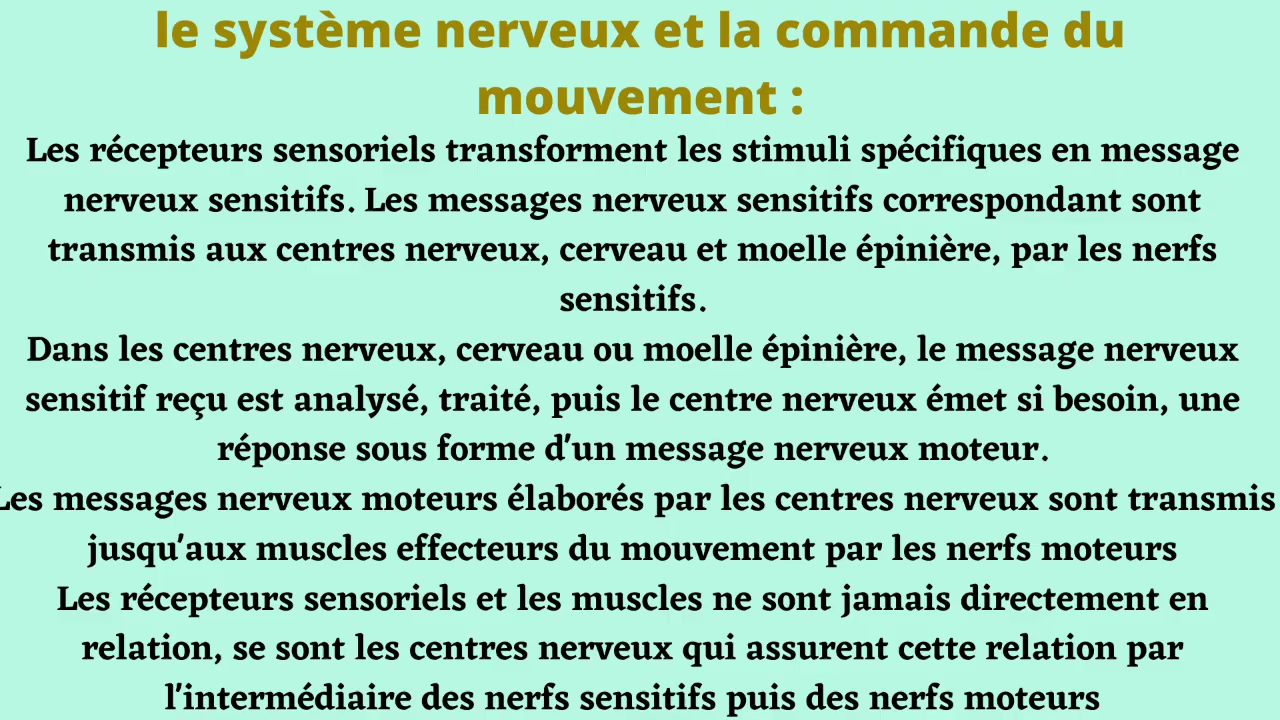 le système nerveux et la commande du
mouvement :
Les récepteurs sensoriels transforment les stimuli spécifiques en message
nerveux sensitifs. Les messages nerveux sensitifs correspondant sont
transmis aux centres nerveux, cerveau et moelle épinière, par les nerfs
sensitifs.
Dans les centres nerveux, cerveau ou moelle épinière, le message nerveux
sensitif reçu est analysé, traité, puis le centre nerveux émet si besoin, une
réponse sous forme d'un message nerveux moteur.
Les messages nerveux moteurs élaborés par les centres nerveux sont transmis
jusqu'aux muscles effecteurs du mouvement par les nerfs moteurs
Les récepteurs sensoriels et les muscles ne sont jamais directement en
relation, se sont les centres nerveux qui assurent cette relation par
l'intermédiaire des nerfs sensitifs puis des nerfs moteurs